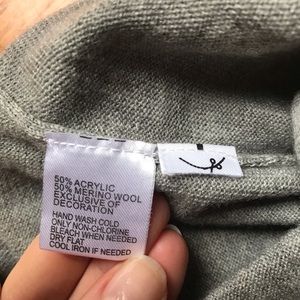 50% ACRYLIC
50% MERINO WOOL
EXCLUSIVE OF
DECORATION
HAND WASH COLD
ONLY NON-CHLORINE
BLEACH WHEN NEEDED
DRY FLAT
COOL IRON IF NEEDED